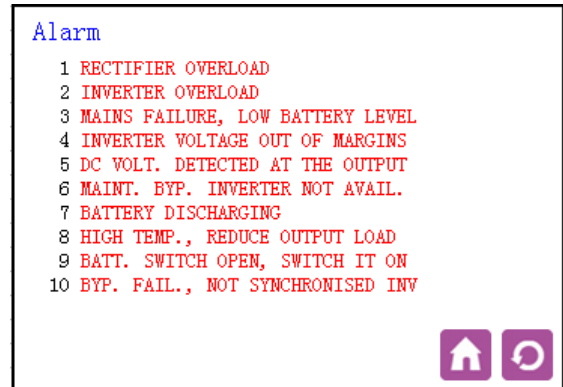 Alarm
1 RECTIFIER OVERLOAD
2 INVERTER OVERLOAD
3 MAINS FAILURE, LOW BATTERY LEVEL
4 INVERTER VOLTAGE OUT OF MARGINS
5 DC VOLT. DETECTED AT THE OUTPUT
6 MAINT. BYP. INVERTER NOT AVAIL.
7 BATTERY DISCHARGING
8 HIGH TEMP., REDUCE OUTPUT LOAD
9 BATT. SWITCH OPEN, SWITCH IT ON
10 BYP. FAIL., NOT SYNCHRONISED INV